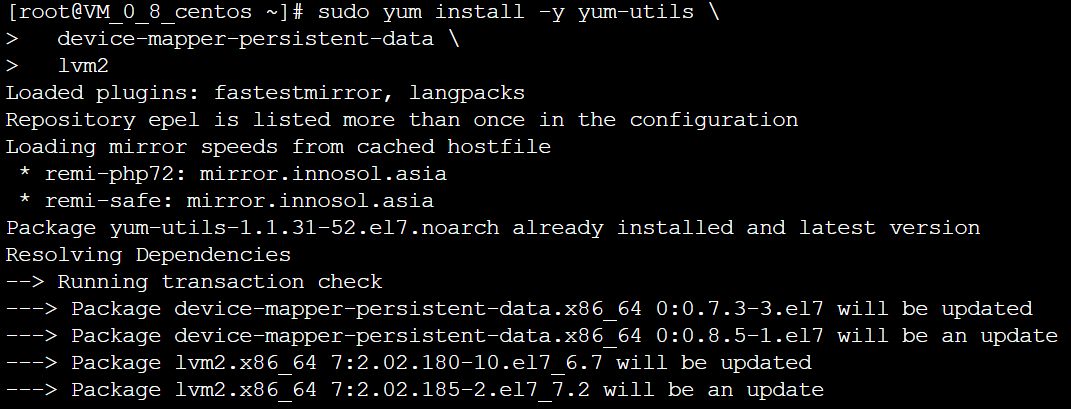 [root@VM_0_8_centos ~]# sudo yum install -y yum-utils \
>   device-mapper-persistent-data \
>   lvm2
Loaded plugins: fastestmirror, langpacks
Repository epel is listed more than once in the configuration
Loading mirror speeds from cached hostfile
 * remi-php72: mirror.innosol.asia
 * remi-safe: mirror.innosol.asia
Package yum-utils-1.1.31-52.el7.noarch already installed and latest version
Resolving Dependencies
--> Running transaction check
---> Package device-mapper-persistent-data.x86_64 0:0.7.3-3.el7 will be updated
---> Package device-mapper-persistent-data.x86_64 0:0.8.5-1.el7 will be an update
---> Package lvm2.x86_64 7:2.02.180-10.el7_6.7 will be updated
---> Package lvm2.x86_64 7:2.02.185-2.el7_7.2 will be an update